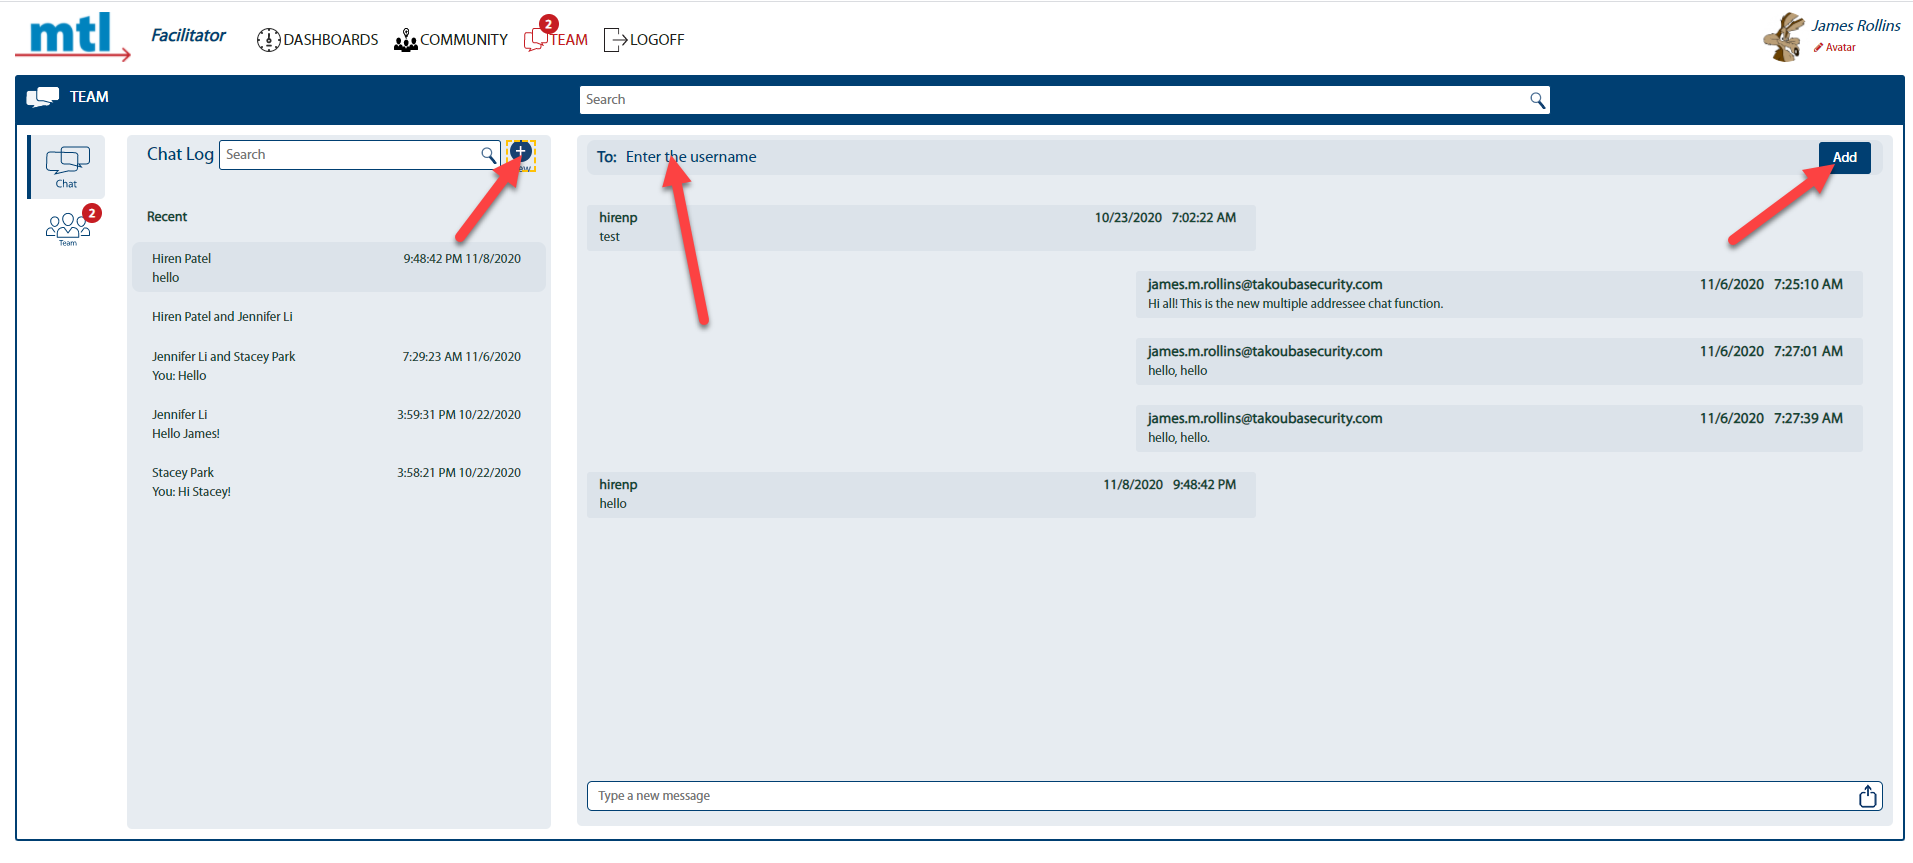 mtl
Facilitator
DASHBOARDS
COMMUNITY
2
TEAM
LOGOFF
James Rollins
Avatar
TEAM
Search
Chat
2
Team
Chat Log
Search
Recent
Hiren Patel 9:48:42 PM 11/8/2020
hello
Hiren Patel and Jennifer Li
Jennifer Li and Stacey Park 7:29:23 AM 11/6/2020
You: Hello
Jennifer Li 3:59:31 PM 10/22/2020
Hello James!
Stacey Park 3:58:21 PM 10/22/2020
You: Hi Stacey!
To: Enter the username
Add
hirenp 10/23/2020 7:02:22 AM
test
james.m.rollins@takoubasecurity.com 11/6/2020 7:25:10 AM
Hi all! This is the new multiple addressee chat function.
james.m.rollins@takoubasecurity.com 11/6/2020 7:27:01 AM
hello, hello
james.m.rollins@takoubasecurity.com 11/6/2020 7:27:39 AM
hello, hello.
hirenp 11/8/2020 9:48:42 PM
hello
Type a new message